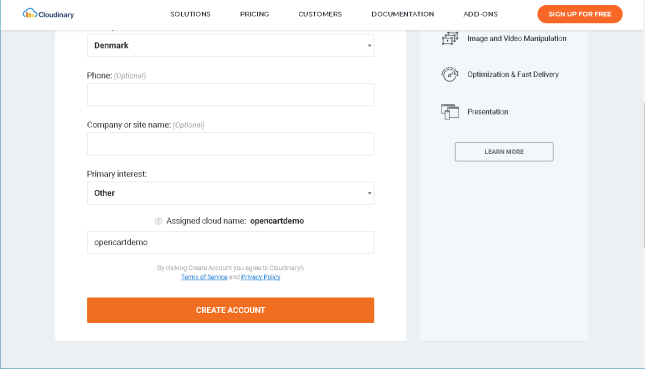 Cloudinary
SOLUTIONS
PRICING
CUSTOMERS
DOCUMENTATION
ADD-ONS
SIGN UP FOR FREE
Denmark
Phone: (Optional)
Company or site name: (Optional)
Primary interest:
Other
Assigned cloud name: opencartdemo
opencartdemo
By clicking Create Account you agree to Cloudinary's
Terms of Service and Privacy Policy
CREATE ACCOUNT
Image and Video Manipulation
Optimization & Fast Delivery
Presentation
LEARN MORE